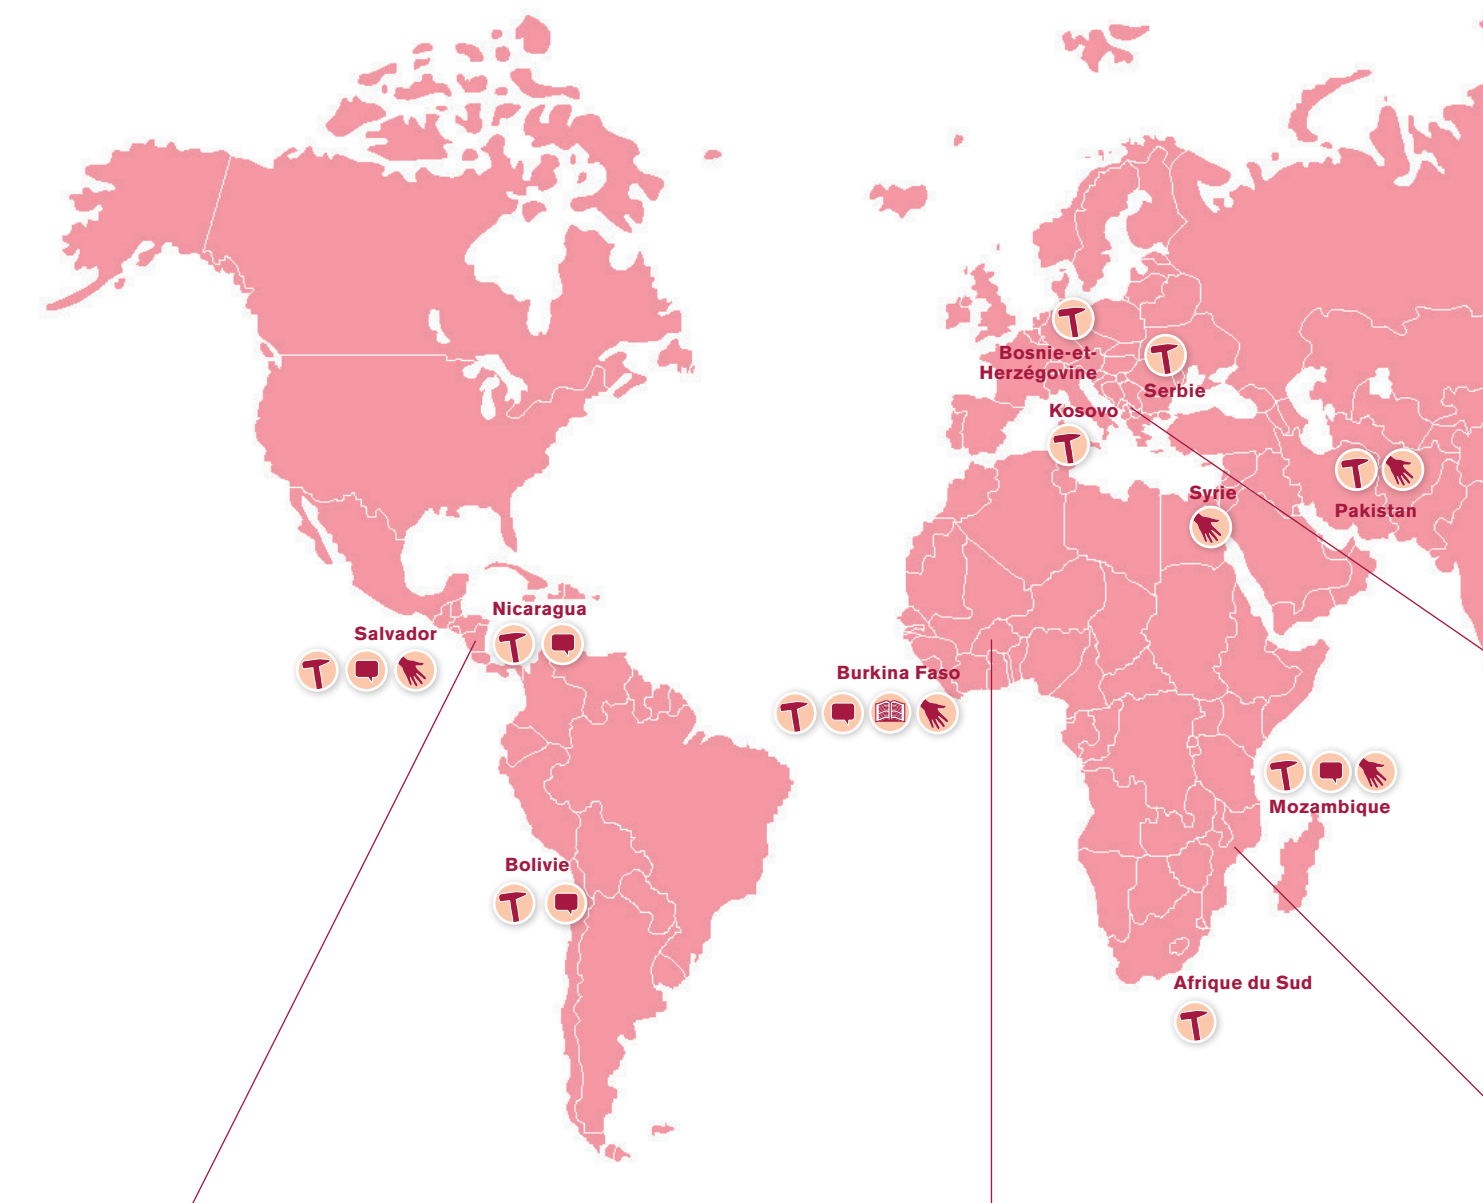 Bosnie-et-
Herzégovine
Serbie
Kosovo
Syrie
Pakistan
Nicaragua
Salvador
Burkina Faso
Mozambique
Bolivie
Afrique du Sud